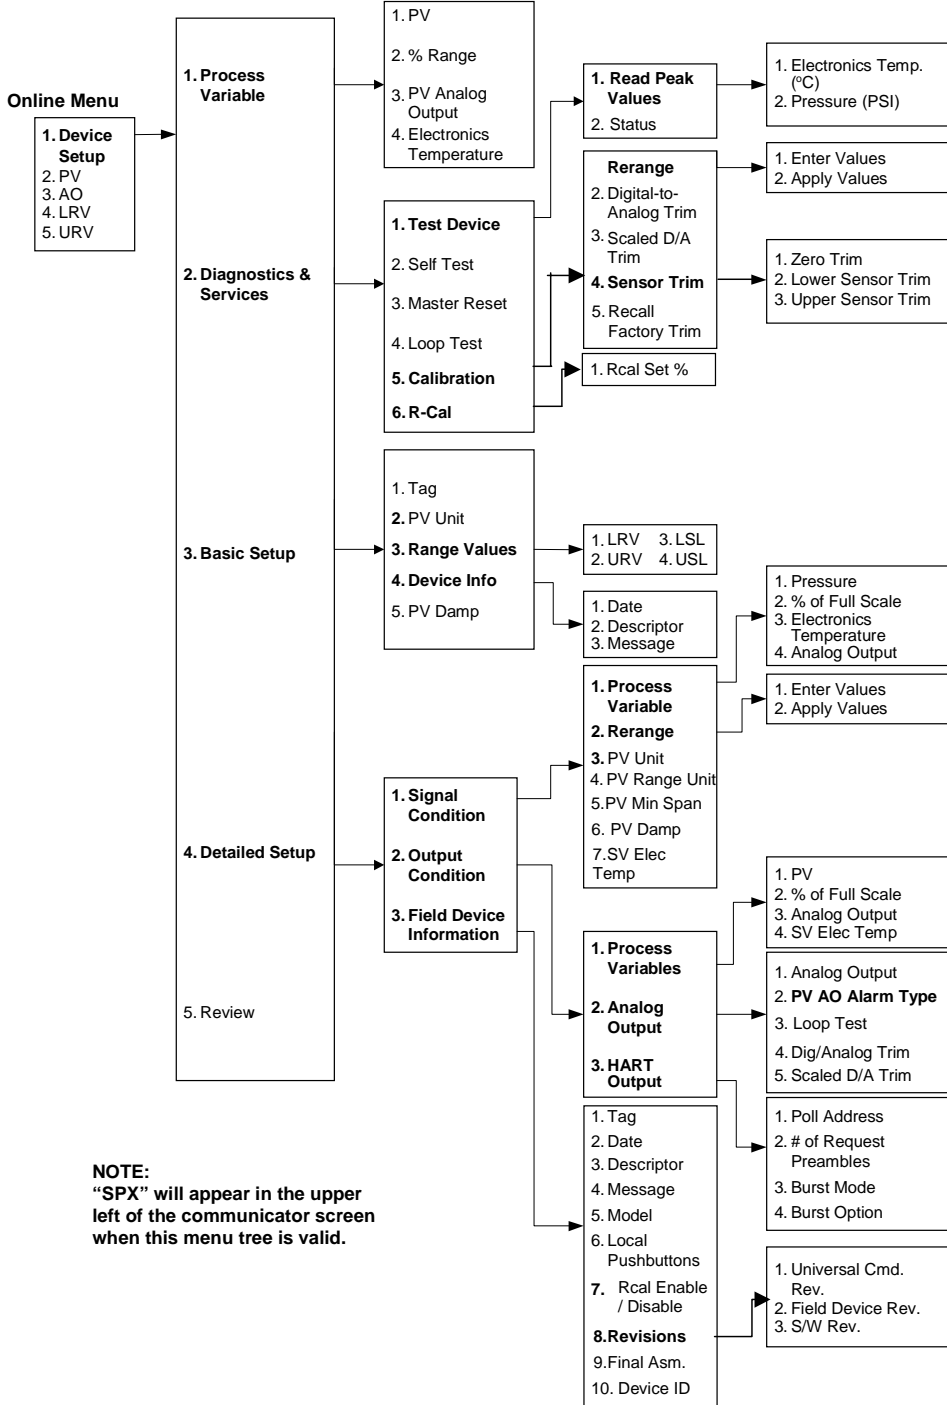 Online Menu
1. Device
Setup
2. PV
3. AO
4. LRV
5. URV
1. Process
Variable
2. Diagnostics &
Services
3. Basic Setup
4. Detailed Setup
5. Review
1. PV
2. % Range
3. PV Analog
Output
4. Electronics
Temperature
1. Test Device
2. Self Test
3. Master Reset
4. Loop Test
5. Calibration
6. R-Cal
1. Read Peak
Values
2. Status
1. Electronics Temp.
(ºC)
2. Pressure (PSI)
Rerange
2. Digital-to-
Analog Trim
3. Scaled D/A
Trim
4. Sensor Trim
5. Recall
Factory Trim
1. Enter Values
2. Apply Values
1. Zero Trim
2. Lower Sensor Trim
3. Upper Sensor Trim
1. Rcal Set %
1. Tag
2. PV Unit
3. Range Values
4. Device Info
5. PV Damp
1. LRV 3. LSL
2. URV 4. USL
1. Date
2. Descriptor
3. Message
1. Signal
Condition
2. Output
Condition
3. Field Device
Information
1. Process
Variable
2. Rerange
3. PV Unit
4. PV Range Unit
5.PV Min Span
6. PV Damp
7.SV Elec
Temp
1. Pressure
2. % of Full Scale
3. Electronics
Temperature
4. Analog Output
1. Enter Values
2. Apply Values
1. Process
Variables
2. Analog
Output
3. HART
Output
1. PV
2. % of Full Scale
3. Analog Output
4. SV Elec Temp
1. Analog Output
2. PV AO Alarm Type
3. Loop Test
4. Dig/Analog Trim
5. Scaled D/A Trim
1. Poll Address
2. # of Request
Preambles
3. Burst Mode
4. Burst Option
1. Tag
2. Date
3. Descriptor
4. Message
5. Model
6. Local
Pushbuttons
7. Rcal Enable
/ Disable
8.Revisions
9.Final Asm.
10. Device ID
1. Universal Cmd.
Rev.
2. Field Device Rev.
3. S/W Rev.
NOTE:
“SPX” will appear in the upper
left of the communicator screen
when this menu tree is valid.